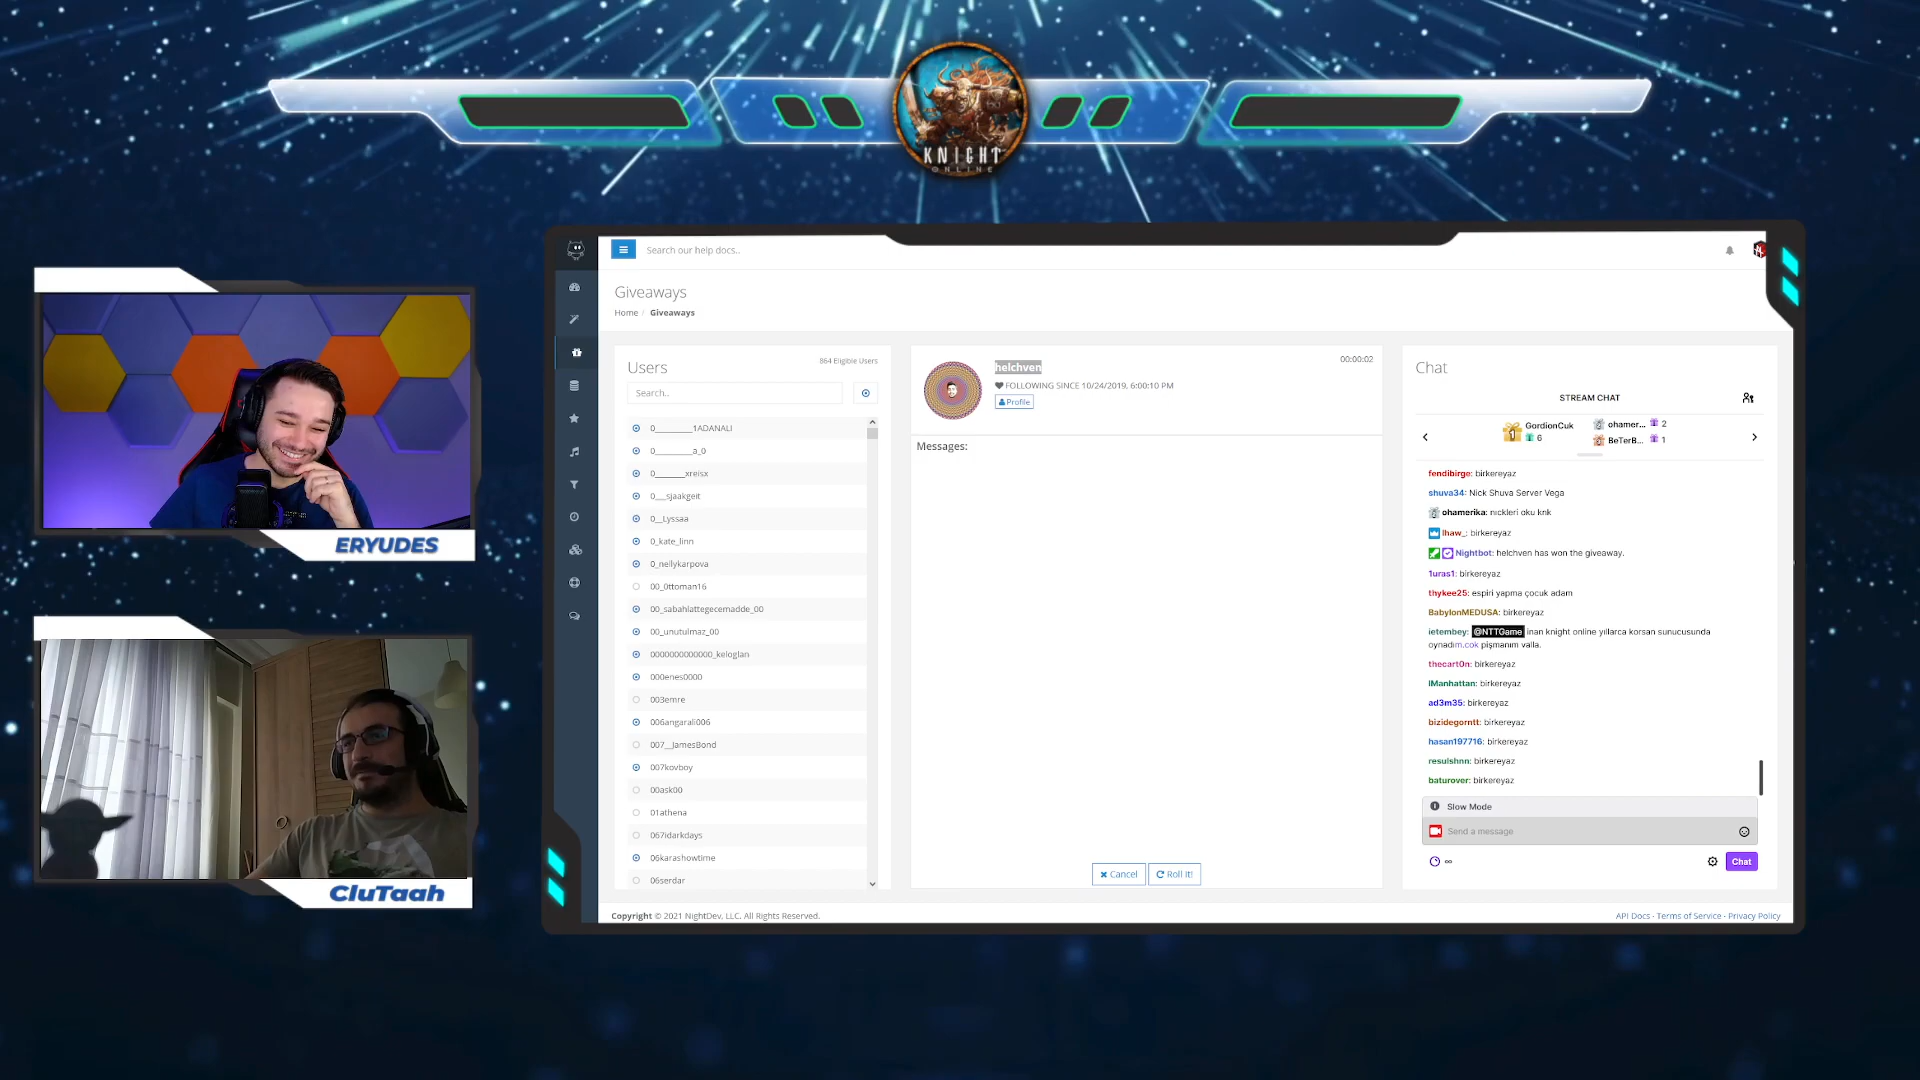 KNIGHT
ONLINE
Search our help docs..
Giveaways
Home / Giveaways
Users
864 Eligible Users
Search..
0_________1ADANALI
0_________a_0
0_______xreisx
0___sjaakgeit
0__Lyssaa
0_kate_linn
0_nellykarpova
00_0ttoman16
00_sabahlattegecemadde_00
00_unutulmaz_00
0000000000000_keloglan
000enes0000
003emre
006angarali006
007__JamesBond
007kovboy
00ask00
01athena
067idarkdays
06karashowtime
06serdar
helchven
00:00:02
FOLLOWING SINCE 10/24/2019, 6:00:10 PM
Profile
Messages:
Cancel
Roll It!
Chat
STREAM CHAT
GordionCuk
6
ohamer... 2
BeTerB... 1
fendibirge: birkereyaz
shuva34: Nick Shuva Server Vega
ohamerika: nıckleri oku knk
lhaw_: birkereyaz
Nightbot: helchven has won the giveaway.
1uras1: birkereyaz
thykee25: espiri yapma çocuk adam
BabylonMEDUSA: birkereyaz
ietembey: @NTTGame inan knight online yıllarca korsan sunucusunda
oynadım.cok pişmanım valla.
thecart0n: birkereyaz
IManhattan: birkereyaz
ad3m35: birkereyaz
bizidegorntt: birkereyaz
hasan197716: birkereyaz
resulshnn: birkereyaz
baturover: birkereyaz
Slow Mode
Send a message
∞
Chat
Copyright © 2021 NightDev, LLC. All Rights Reserved.
API Docs · Terms of Service · Privacy Policy
ERYUDES
CluTaah